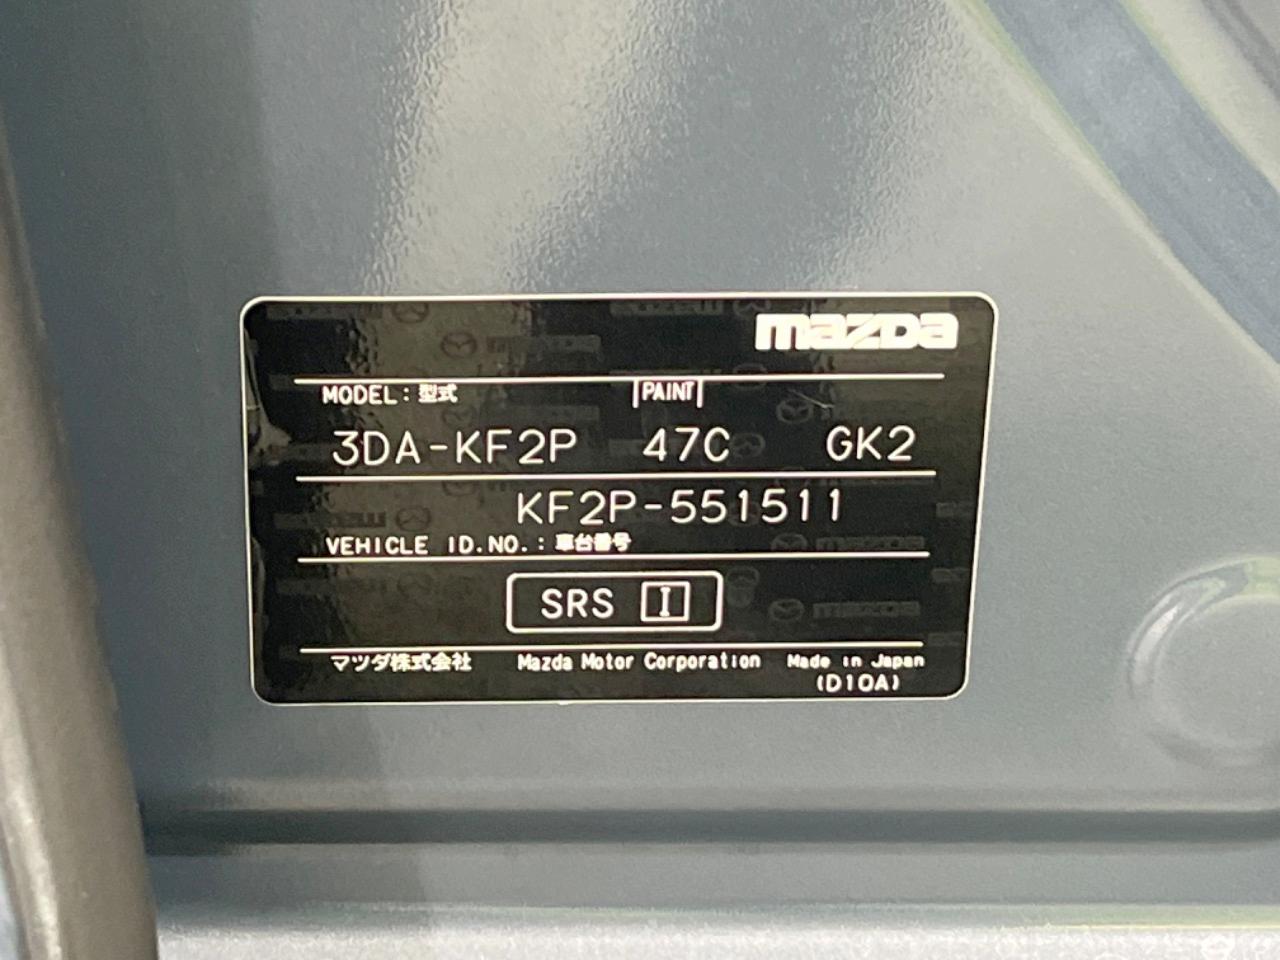 mazda
MODEL: 型式 PAINT
3DA-KF2P 47C GK2
KF2P-551511
VEHICLE ID.NO.: 車台番号
SRS I
マツダ株式会社 Mazda Motor Corporation Made in Japan
(D10A)